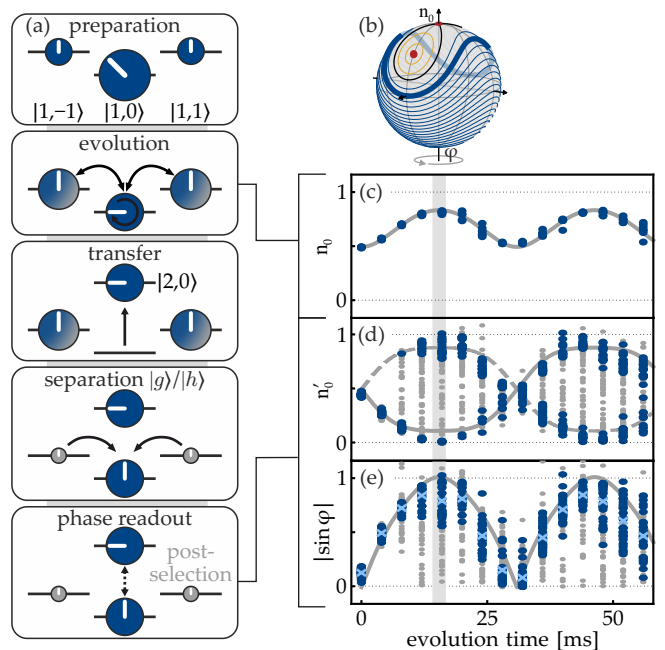 (a)
preparation
|1,−1⟩ |1,0⟩ |1,1⟩
evolution
transfer
|2,0⟩
separation |g⟩/|h⟩
phase readout
post-
selection
(b)
n₀
φ
(c)
1
n₀
0
(d)
1
n₀′
0
(e)
1
|sin φ|
0
0 25 50
evolution time [ms]